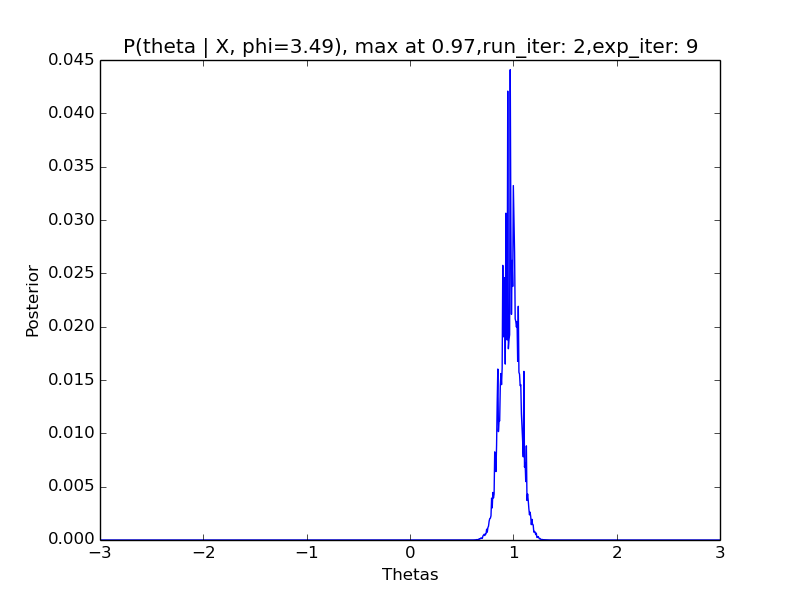 P(theta | X, phi=3.49), max at 0.97,run_iter: 2,exp_iter: 9
0.045
0.040
0.035
0.030
0.025
0.020
0.015
0.010
0.005
0.000
Posterior
−3 −2 −1 0 1 2 3
Thetas